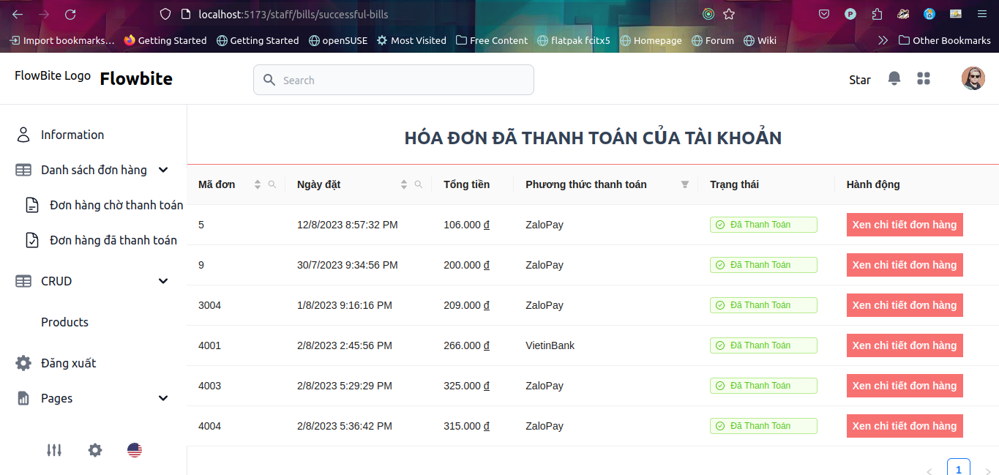 localhost:5173/staff/bills/successful-bills
Import bookmarks... Getting Started Getting Started openSUSE Most Visited Free Content flatpak fcitx5 Homepage Forum Wiki Other Bookmarks
FlowBite Logo Flowbite Search Star
Information
Danh sách đơn hàng
Đơn hàng chờ thanh toán
Đơn hàng đã thanh toán
CRUD
Products
Đăng xuất
Pages
HÓA ĐƠN ĐÃ THANH TOÁN CỦA TÀI KHOẢN
Mã đơn Ngày đặt Tổng tiền Phương thức thanh toán Trạng thái Hành động
5 12/8/2023 8:57:32 PM 106.000 ₫ ZaloPay Đã Thanh Toán Xen chi tiết đơn hàng
9 30/7/2023 9:34:56 PM 200.000 ₫ ZaloPay Đã Thanh Toán Xen chi tiết đơn hàng
3004 1/8/2023 9:16:16 PM 209.000 ₫ ZaloPay Đã Thanh Toán Xen chi tiết đơn hàng
4001 2/8/2023 2:45:56 PM 266.000 ₫ VietinBank Đã Thanh Toán Xen chi tiết đơn hàng
4003 2/8/2023 5:29:29 PM 325.000 ₫ ZaloPay Đã Thanh Toán Xen chi tiết đơn hàng
4004 2/8/2023 5:36:42 PM 315.000 ₫ ZaloPay Đã Thanh Toán Xen chi tiết đơn hàng
1